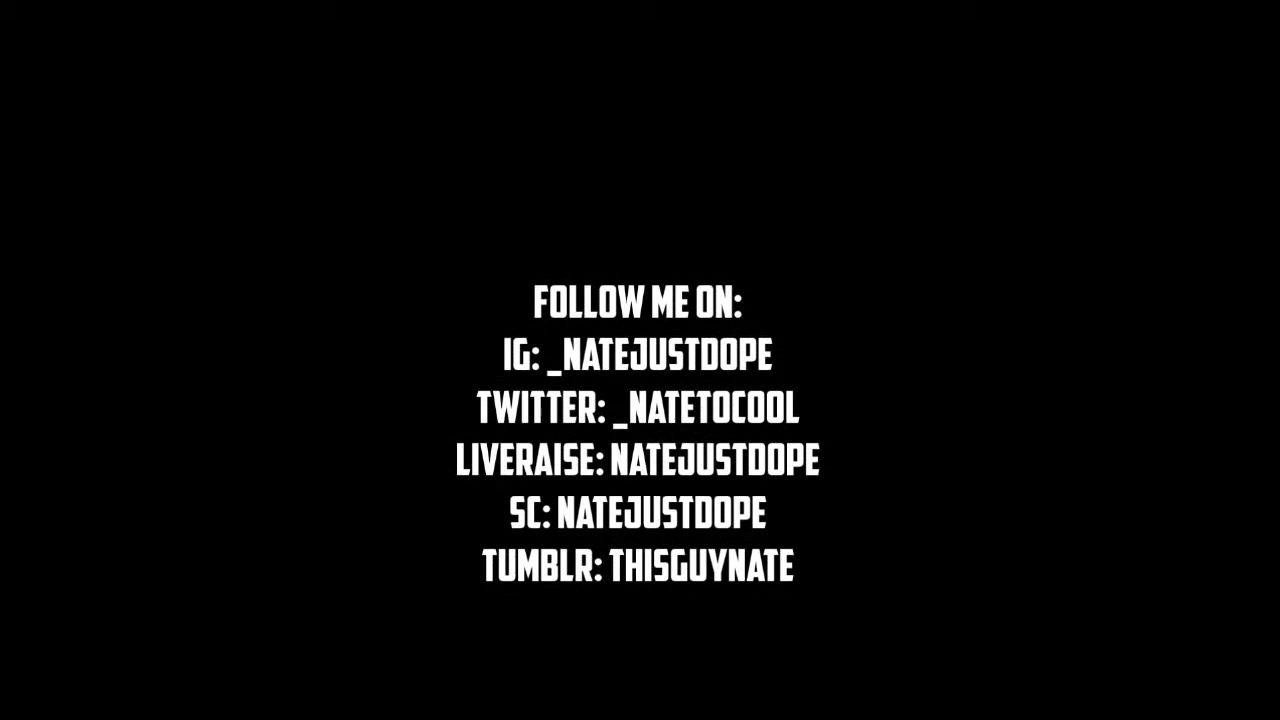 FOLLOW ME ON:
IG: _NATEJUSTDOPE
TWITTER: _NATETOCOOL
LIVERAISE: NATEJUSTDOPE
SC: NATEJUSTDOPE
TUMBLR: THISGUYNATE